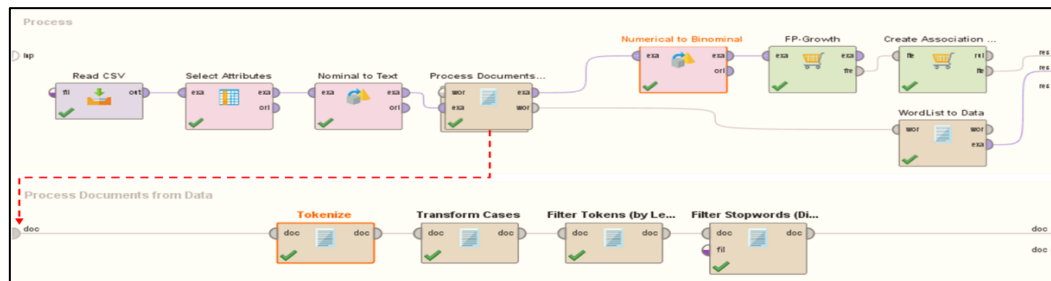 Process
inp
Read CSV
Select Attributes
Nominal to Text
Process Documents...
Numerical to Binominal
FP-Growth
Create Association ...
fil
out
exa
exa
ori
exa
exa
ori
wor
exa
exa
wor
exa
exa
ori
exa
exa
fre
ite
rul
ite
res
res
res
WordList to Data
wor
wor
exa
Process Documents from Data
doc
Tokenize
Transform Cases
Filter Tokens (by Le...
Filter Stopwords (Di...
doc
doc
doc
doc
doc
doc
doc
doc
fil
doc
doc